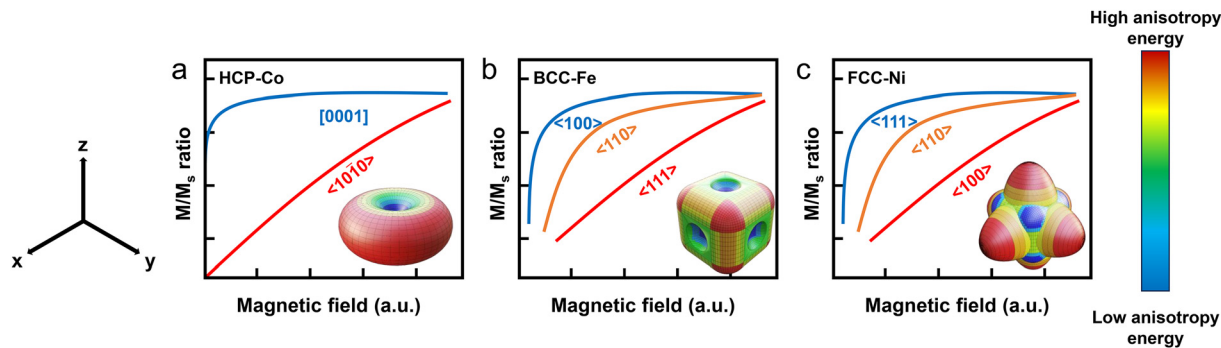 High anisotropy
energy
z
x
y
a
HCP-Co
[0001]
<101̄0>
M/Mₛ ratio
Magnetic field (a.u.)
b
BCC-Fe
<100>
<110>
<111>
M/Mₛ ratio
Magnetic field (a.u.)
c
FCC-Ni
<111>
<110>
<100>
M/Mₛ ratio
Magnetic field (a.u.)
Low anisotropy
energy